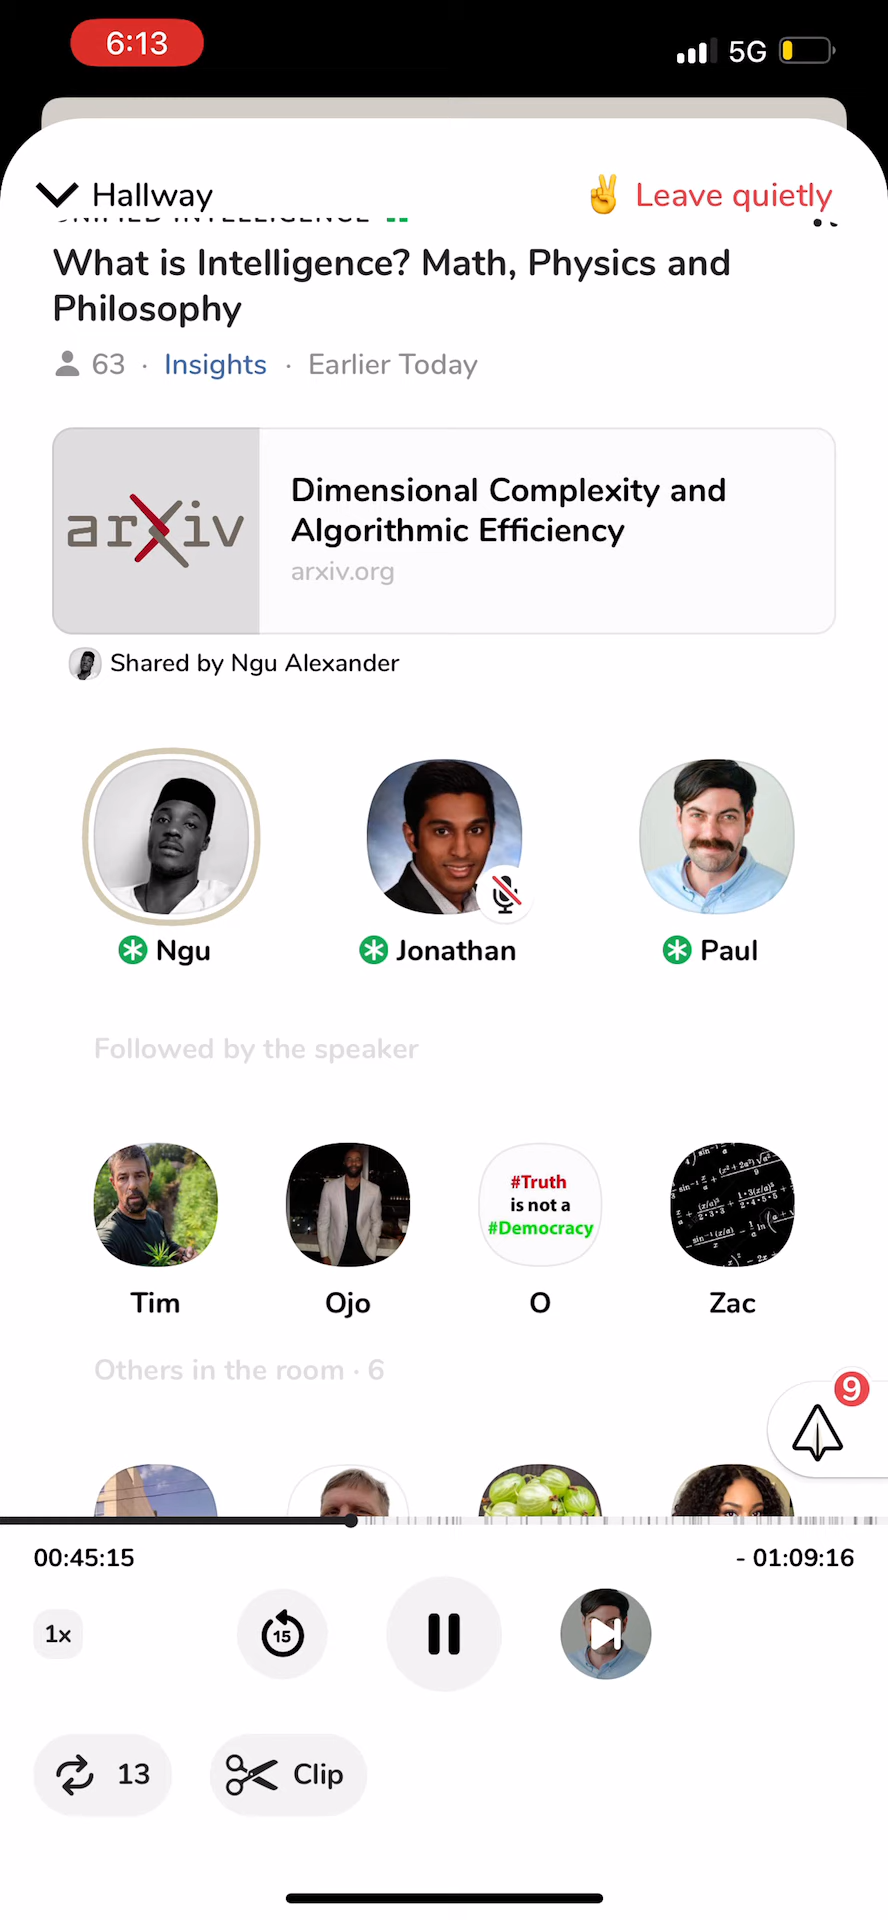 6:13
5G
Hallway
✌️ Leave quietly
UNIFIED INTELLIGENCE
What is Intelligence? Math, Physics and
Philosophy
63 · Insights · Earlier Today
arXiv
Dimensional Complexity and
Algorithmic Efficiency
arxiv.org
Shared by Ngu Alexander
Ngu
Jonathan
Paul
Followed by the speaker
#Truth
is not a
#Democracy
Tim
Ojo
O
Zac
Others in the room · 6
9
00:45:15
- 01:09:16
1x
15
13
Clip